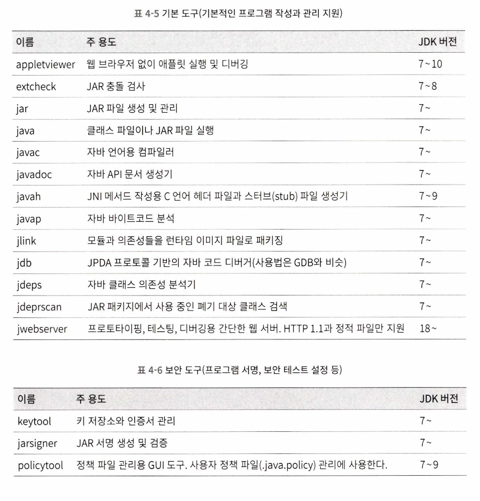 표 4-5 기본 도구(기본적인 프로그램 작성과 관리 지원)
이름 주 용도 JDK 버전
appletviewer 웹 브라우저 없이 애플릿 실행 및 디버깅 7~10
extcheck JAR 충돌 검사 7~8
jar JAR 파일 생성 및 관리 7~
java 클래스 파일이나 JAR 파일 실행 7~
javac 자바 언어용 컴파일러 7~
javadoc 자바 API 문서 생성기 7~
javah JNI 메서드 작성용 C 언어 헤더 파일과 스터브(stub) 파일 생성기 7~9
javap 자바 바이트코드 분석 7~
jlink 모듈과 의존성들을 런타임 이미지 파일로 패키징 7~
jdb JPDA 프로토콜 기반의 자바 코드 디버거(사용법은 GDB와 비슷) 7~
jdeps 자바 클래스 의존성 분석기 7~
jdeprscan JAR 패키지에서 사용 중인 폐기 대상 클래스 검색 7~
jwebserver 프로토타이핑, 테스팅, 디버깅용 간단한 웹 서버. HTTP 1.1과 정적 파일만 지원 18~
표 4-6 보안 도구(프로그램 서명, 보안 테스트 설정 등)
이름 주 용도 JDK 버전
keytool 키 저장소와 인증서 관리 7~
jarsigner JAR 서명 생성 및 검증 7~
policytool 정책 파일 관리용 GUI 도구. 사용자 정책 파일(.java.policy) 관리에 사용한다. 7~9